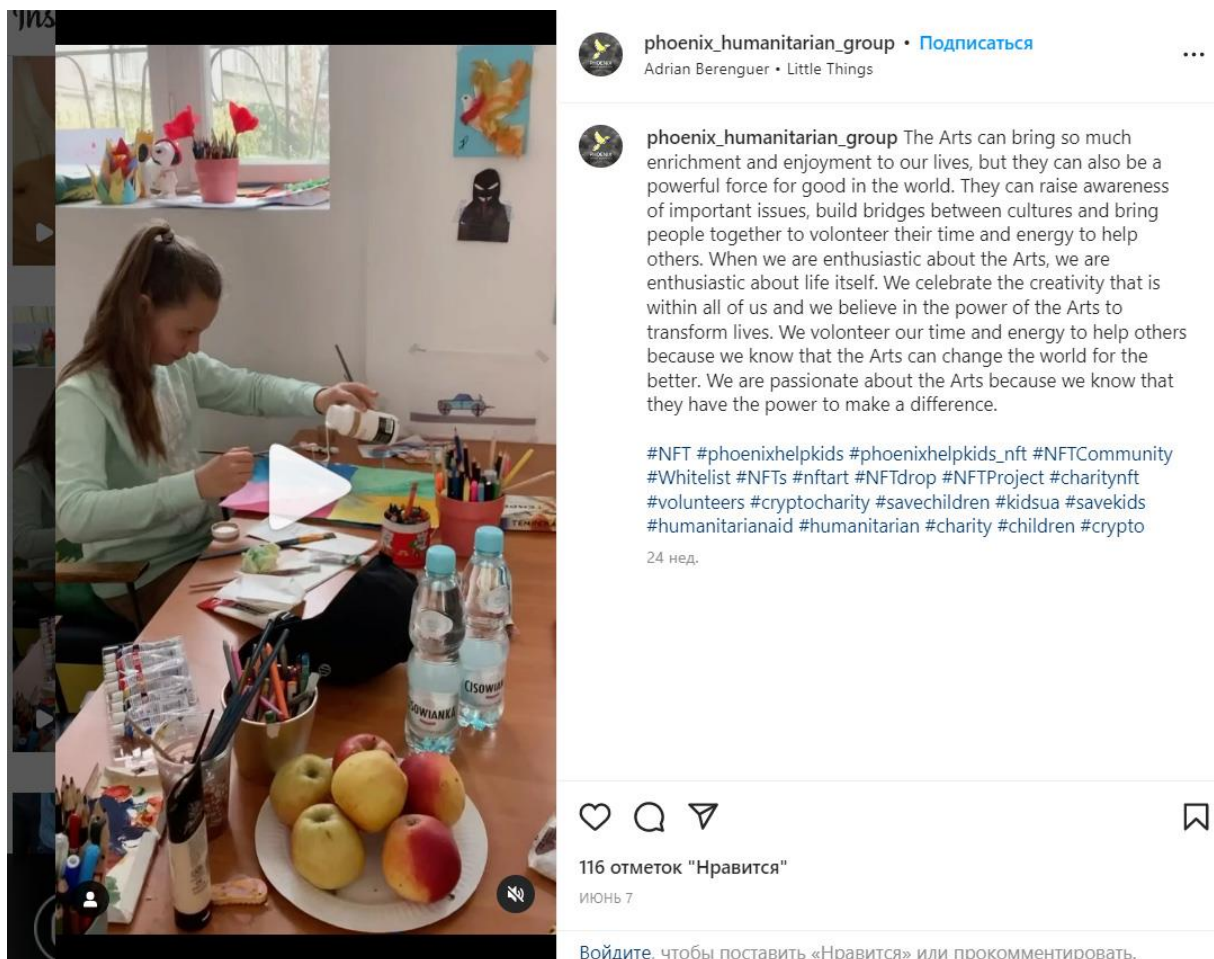 Ins
phoenix_humanitarian_group • Подписаться
Adrian Berenguer • Little Things
phoenix_humanitarian_group The Arts can bring so much
enrichment and enjoyment to our lives, but they can also be a
powerful force for good in the world. They can raise awareness
of important issues, build bridges between cultures and bring
people together to volunteer their time and energy to help
others. When we are enthusiastic about the Arts, we are
enthusiastic about life itself. We celebrate the creativity that is
within all of us and we believe in the power of the Arts to
transform lives. We volonteer our time and energy to help others
because we know that the Arts can change the world for the
better. We are passionate about the Arts because we know that
they have the power to make a difference.
#NFT #phoenixhelpkids #phoenixhelpkids_nft #NFTCommunity
#Whitelist #NFTs #nftart #NFTdrop #NFTProject #charitynft
#volunteers #cryptocharity #savechildren #kidsua #savekids
#humanitarianaid #humanitarian #charity #children #crypto
24 нед.
116 отметок "Нравится"
ИЮНЬ 7
Войдите, чтобы поставить «Нравится» или прокомментировать.
TEMPERA
CISOWIAN
ISOWIANKA